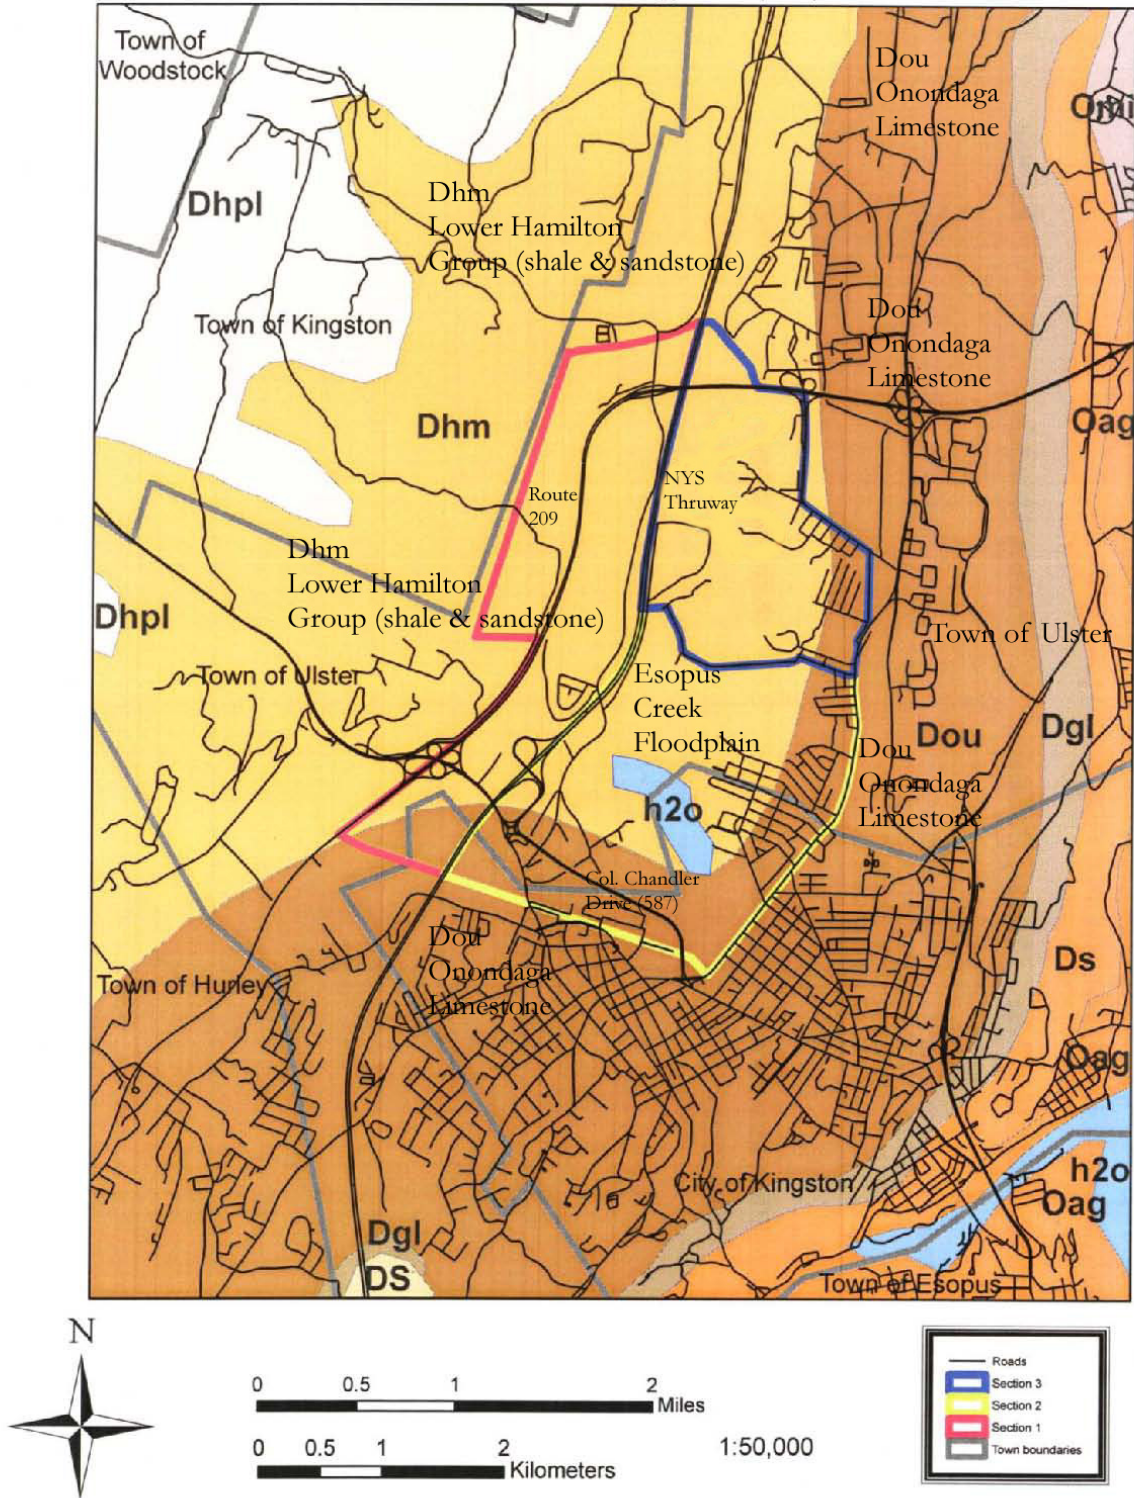 Town of
Woodstock
Dou
Onondaga
Limestone
Omi
Dhpl
Dhm
Lower Hamilton
Group (shale & sandstone)
Town of Kingston
Dou
Onondaga
Limestone
Dhm
Oag
Route
209
NYS
Thruway
Dhm
Lower Hamilton
Group (shale & sandstone)
Dhpl
Town of Ulster
Town of Ulster
Esopus
Creek
Floodplain
Dou
Dgl
Dou
Onondaga
Limestone
h2o
Col. Chandler
Drive (587)
Dou
Onondaga
Limestone
Ds
Town of Hurley
Oag
City of Kingston
h2o
Oag
Dgl
DS
Town of Esopus
N
0 0.5 1 2
Miles
0 0.5 1 2
Kilometers
1:50,000
Roads
Section 3
Section 2
Section 1
Town boundaries